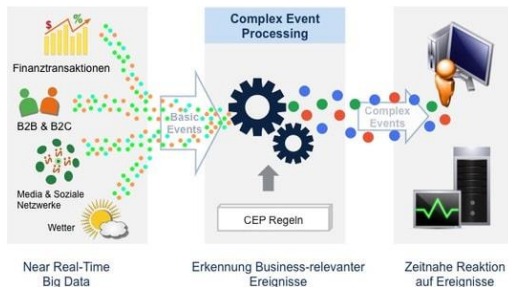 $ %
Finanztransaktionen
B2B & B2C
Media & Soziale
Netzwerke
Wetter
Near Real-Time
Big Data
Basic
Events
Complex Event
Processing
CEP Regeln
Erkennung Business-relevanter
Ereignisse
Complex
Events
Zeitnahe Reaktion
auf Ereignisse